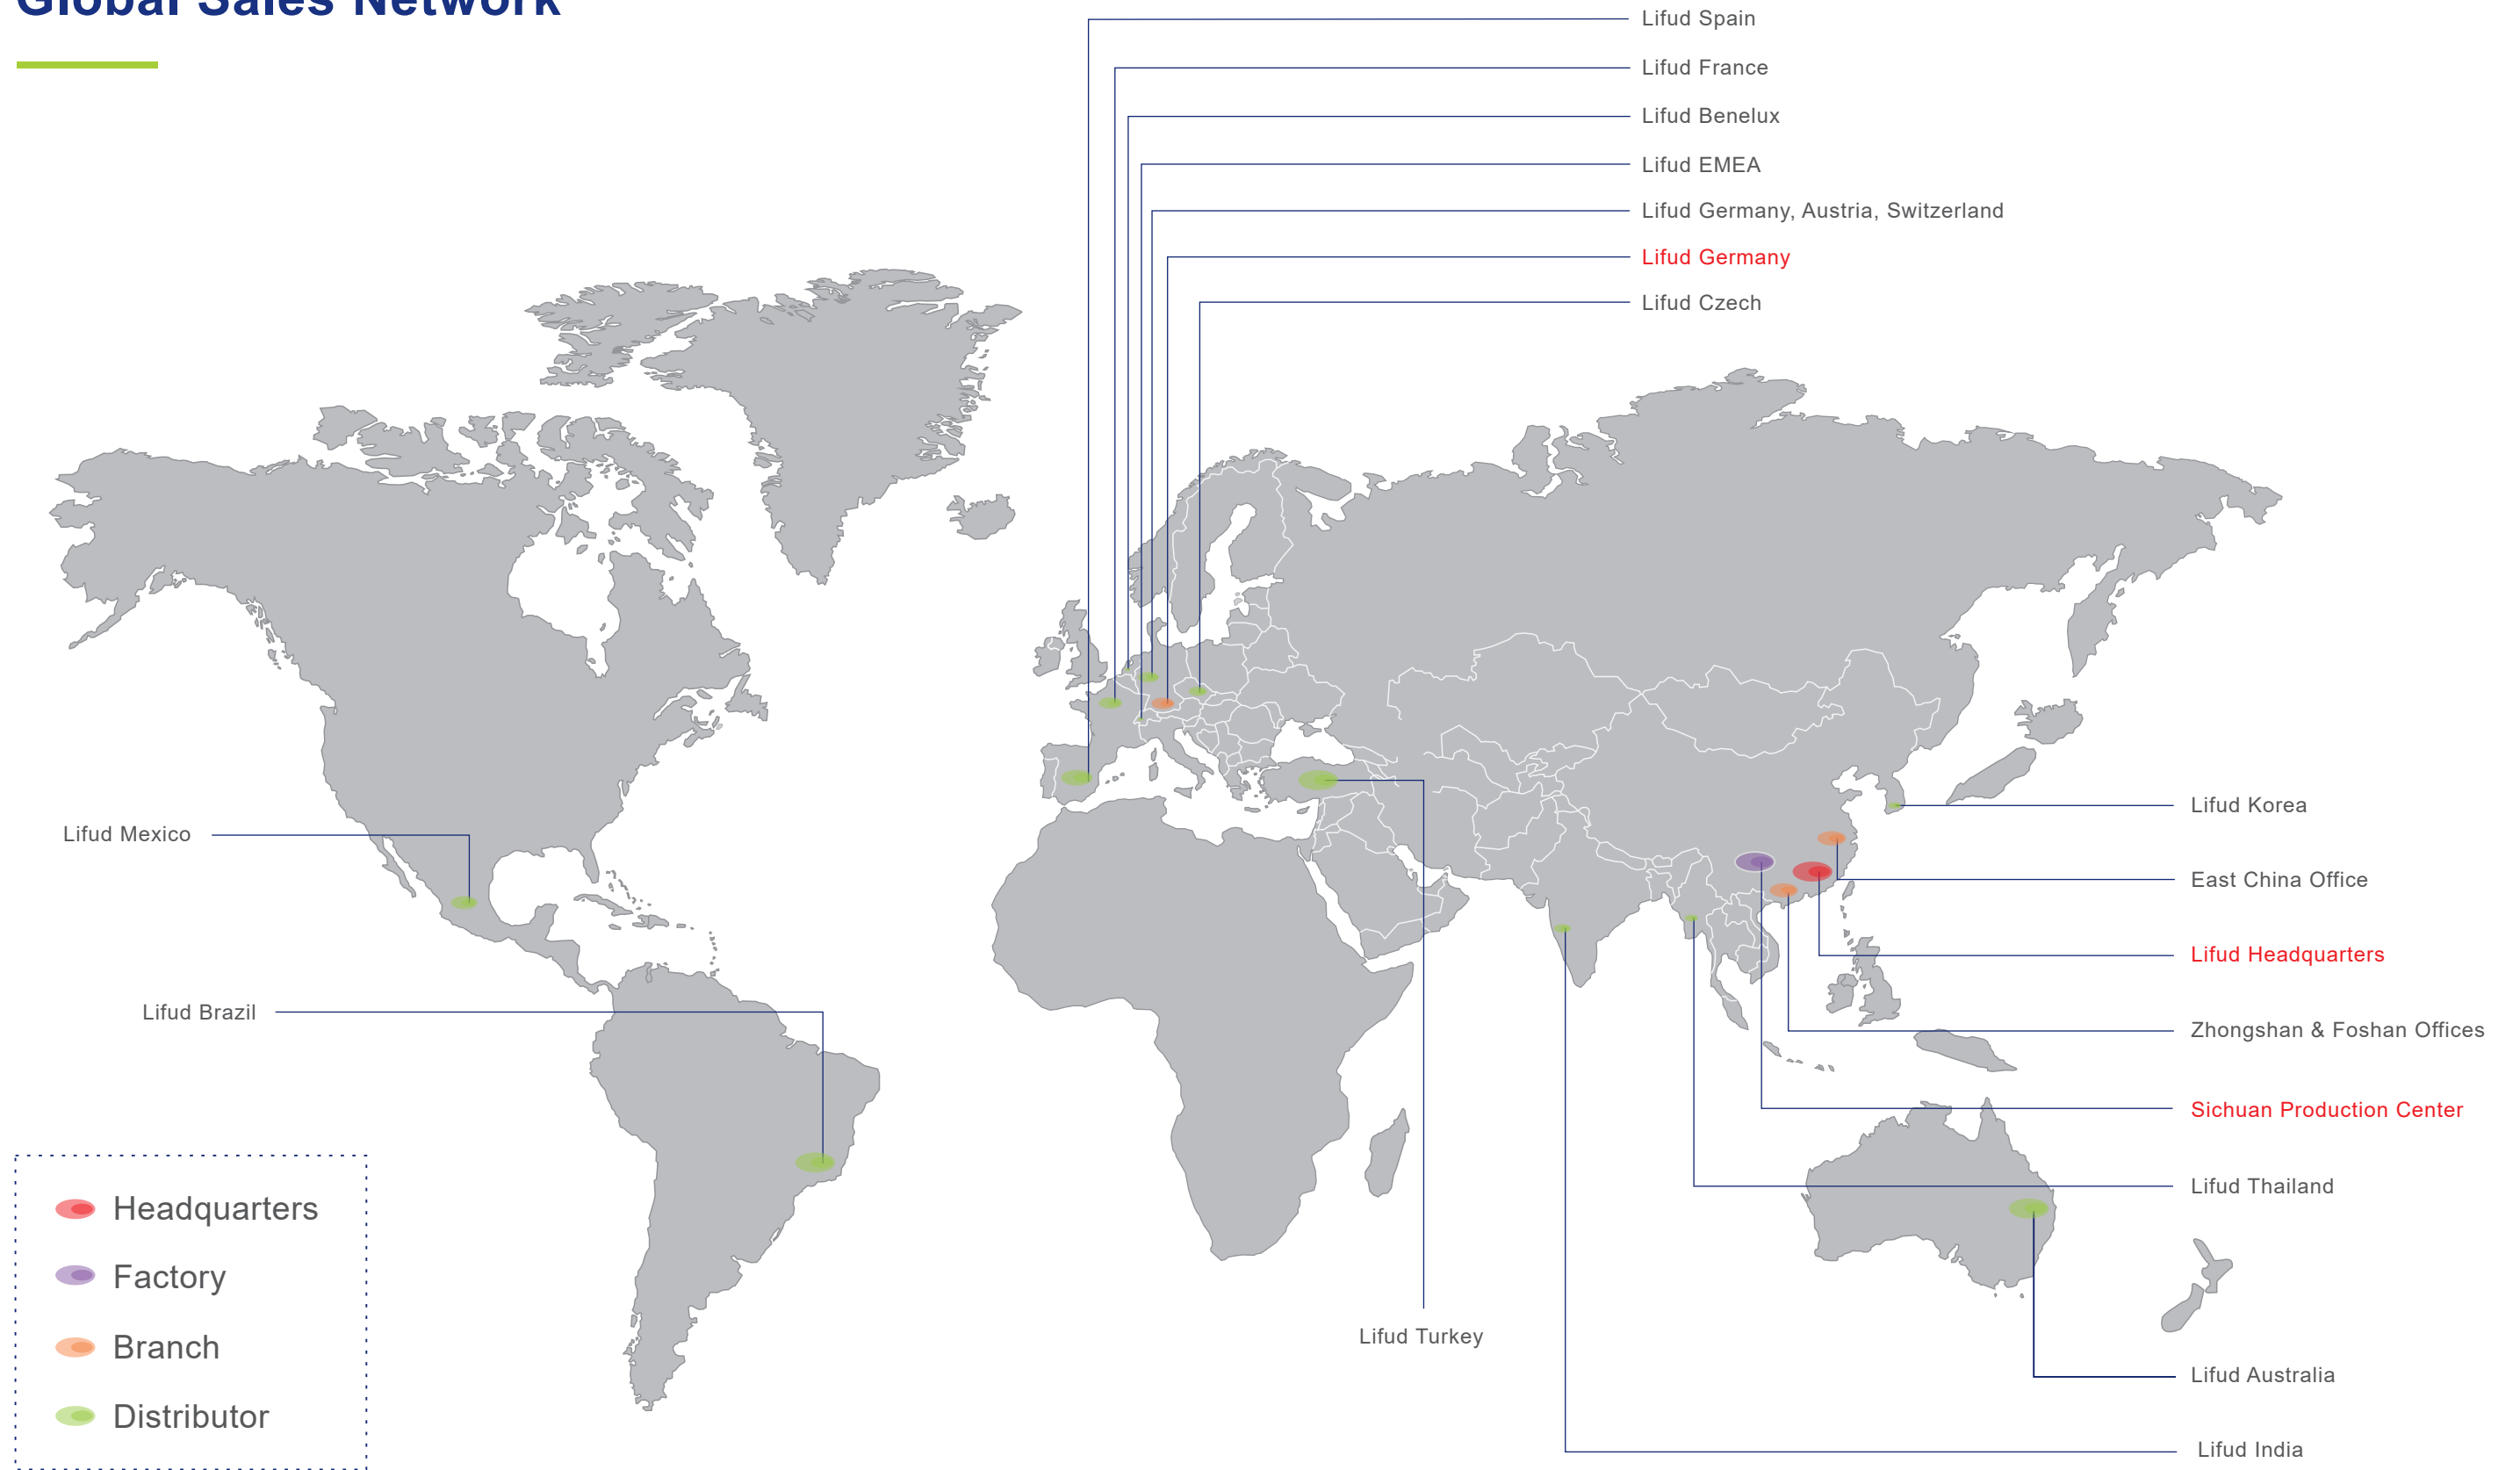 Global Sales Network
Lifud Spain
Lifud France
Lifud Benelux
Lifud EMEA
Lifud Germany, Austria, Switzerland
Lifud Germany
Lifud Czech
Lifud Korea
Lifud Mexico
East China Office
Lifud Headquarters
Lifud Brazil
Zhongshan & Foshan Offices
Sichuan Production Center
Lifud Thailand
Headquarters
Factory
Branch
Distributor
Lifud Turkey
Lifud Australia
Lifud India